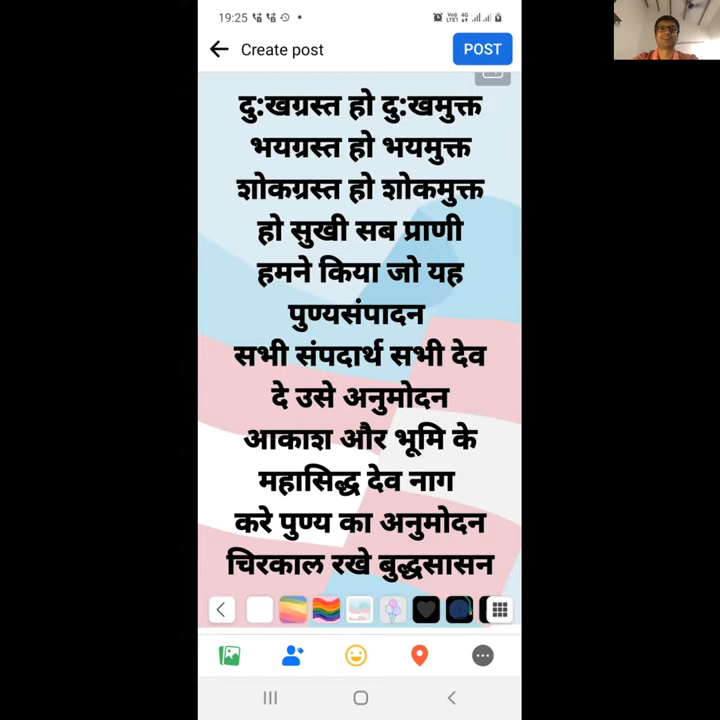 19:25
Create post
POST
दु:खग्रस्त हो दु:खमुक्त
भयग्रस्त हो भयमुक्त
शोकग्रस्त हो शोकमुक्त
हो सुखी सब प्राणी
हमने किया जो यह
पुण्यसंपादन
सभी संपदार्थ सभी देव
दे उसे अनुमोदन
आकाश और भूमि के
महासिद्ध देव नाग
करे पुण्य का अनुमोदन
चिरकाल रखे बुद्धसासन